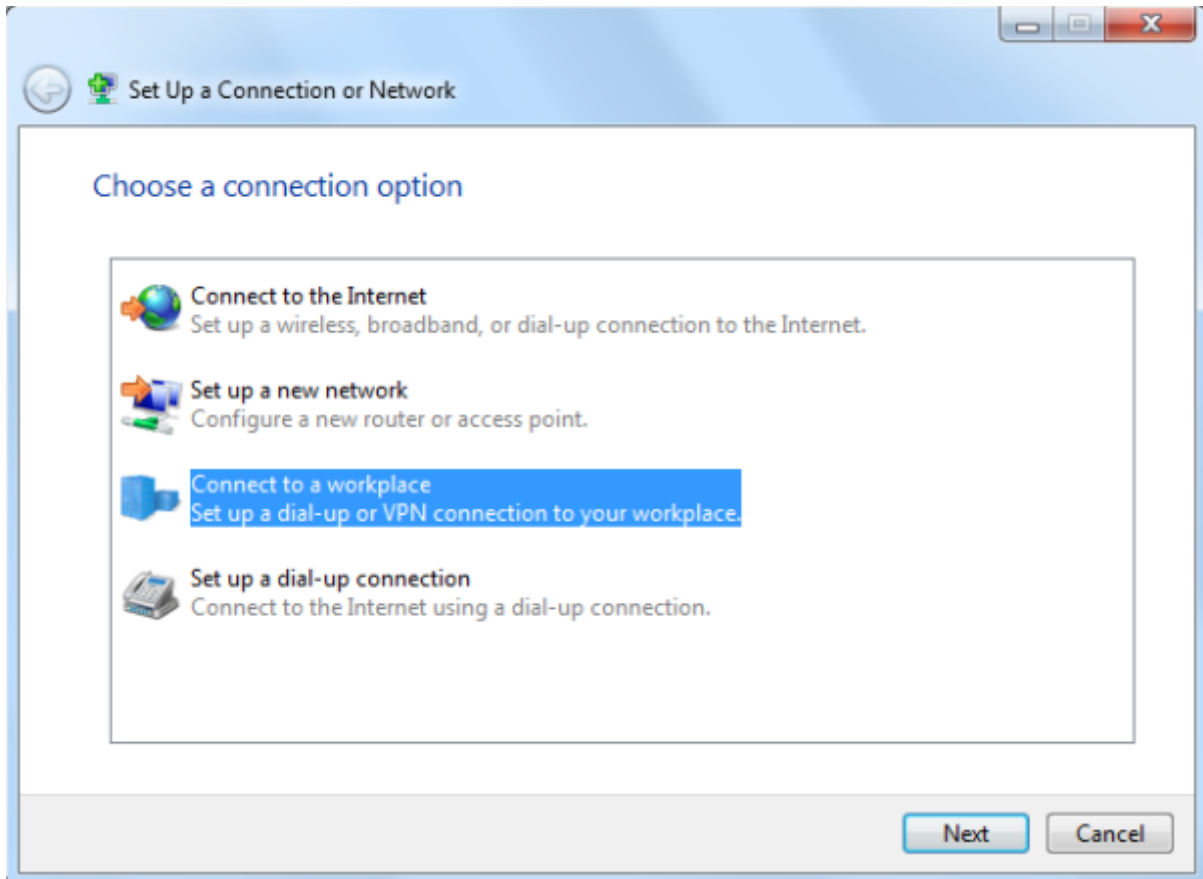 Set Up a Connection or Network
Choose a connection option
Connect to the Internet
Set up a wireless, broadband, or dial-up connection to the Internet.
Set up a new network
Configure a new router or access point.
Connect to a workplace
Set up a dial-up or VPN connection to your workplace.
Set up a dial-up connection
Connect to the Internet using a dial-up connection.
Next
Cancel